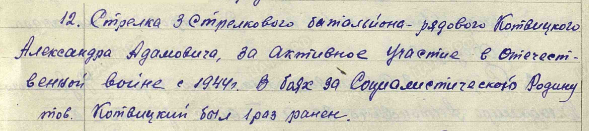 12. Стрелка 3 Стрелкового батальона - рядового Котвицкого
Александра Адамовича, за активное участие в отечест-
венной войне с 1944г. В боях за Социалистическую Родину
тов. Котвицкий был 1 раз ранен.